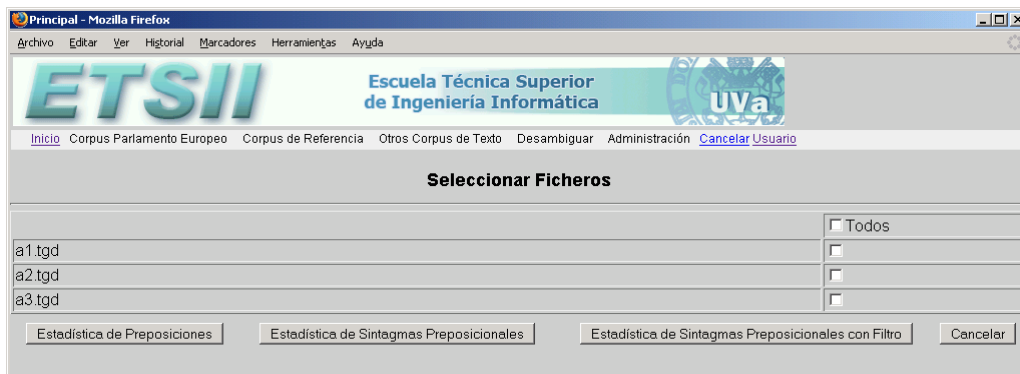 Principal - Mozilla Firefox
Archivo Editar Ver Historial Marcadores Herramientas Ayuda
ETSII
Escuela Técnica Superior
de Ingeniería Informática
UVa
Inicio Corpus Parlamento Europeo Corpus de Referencia Otros Corpus de Texto Desambiguar Administración Cancelar Usuario
Seleccionar Ficheros
Todos
a1.tgd
a2.tgd
a3.tgd
Estadística de Preposiciones Estadística de Sintagmas Preposicionales Estadística de Sintagmas Preposicionales con Filtro Cancelar